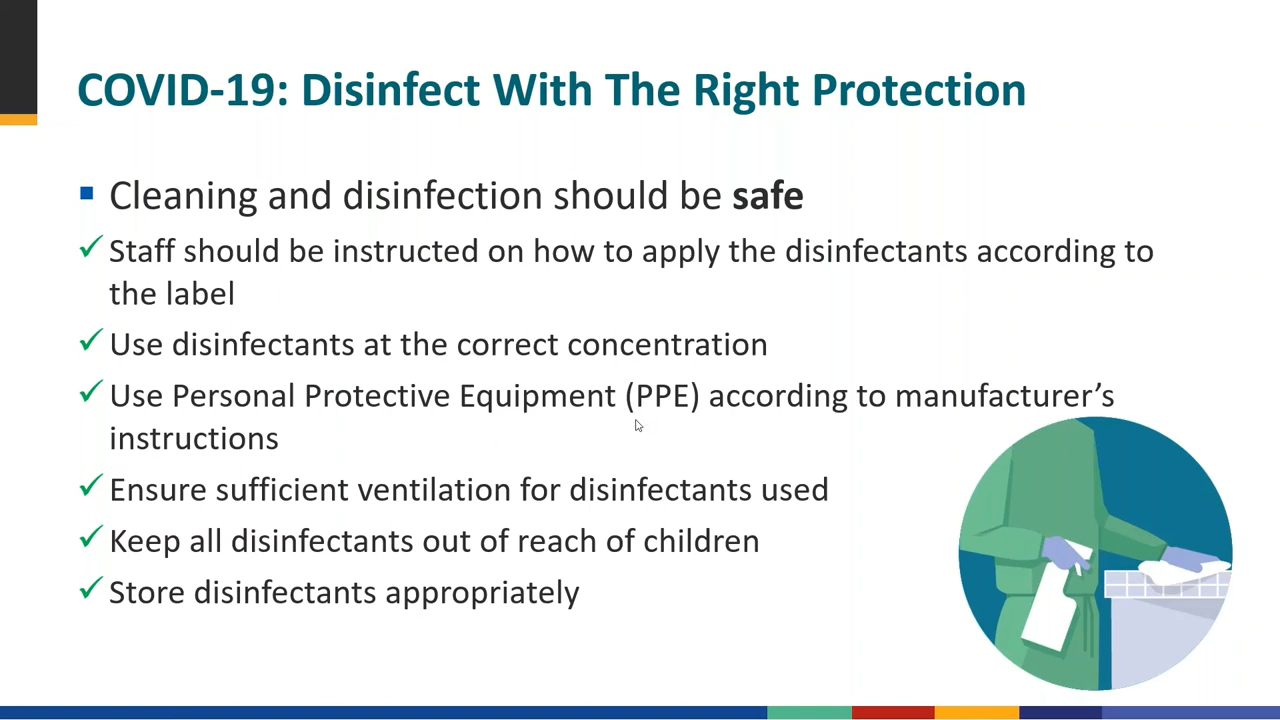 COVID-19: Disinfect With The Right Protection
Cleaning and disinfection should be safe
Staff should be instructed on how to apply the disinfectants according to
the label
Use disinfectants at the correct concentration
Use Personal Protective Equipment (PPE) according to manufacturer’s
instructions
Ensure sufficient ventilation for disinfectants used
Keep all disinfectants out of reach of children
Store disinfectants appropriately